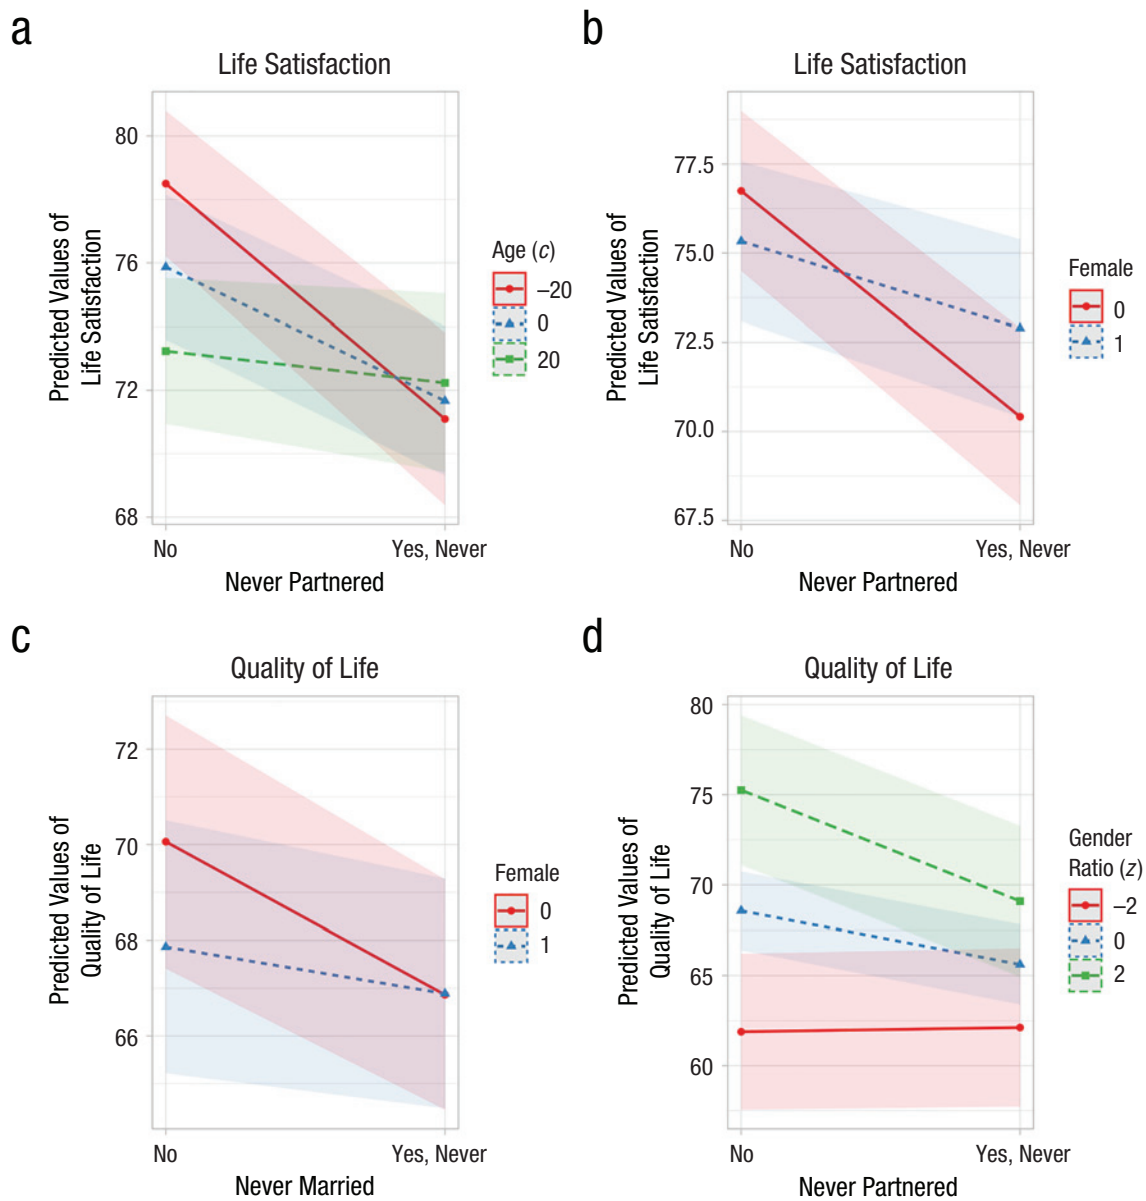 a
Life Satisfaction
80
76
72
68
Predicted Values of
Life Satisfaction
No
Yes, Never
Never Partnered
Age (c)
–20
0
20
b
Life Satisfaction
77.5
75.0
72.5
70.0
67.5
Predicted Values of
Life Satisfaction
No
Yes, Never
Never Partnered
Female
0
1
c
Quality of Life
72
70
68
66
Predicted Values of
Quality of Life
No
Yes, Never
Never Married
Female
0
1
d
Quality of Life
80
75
70
65
60
Predicted Values of
Quality of Life
No
Yes, Never
Never Partnered
Gender
Ratio (z)
–2
0
2